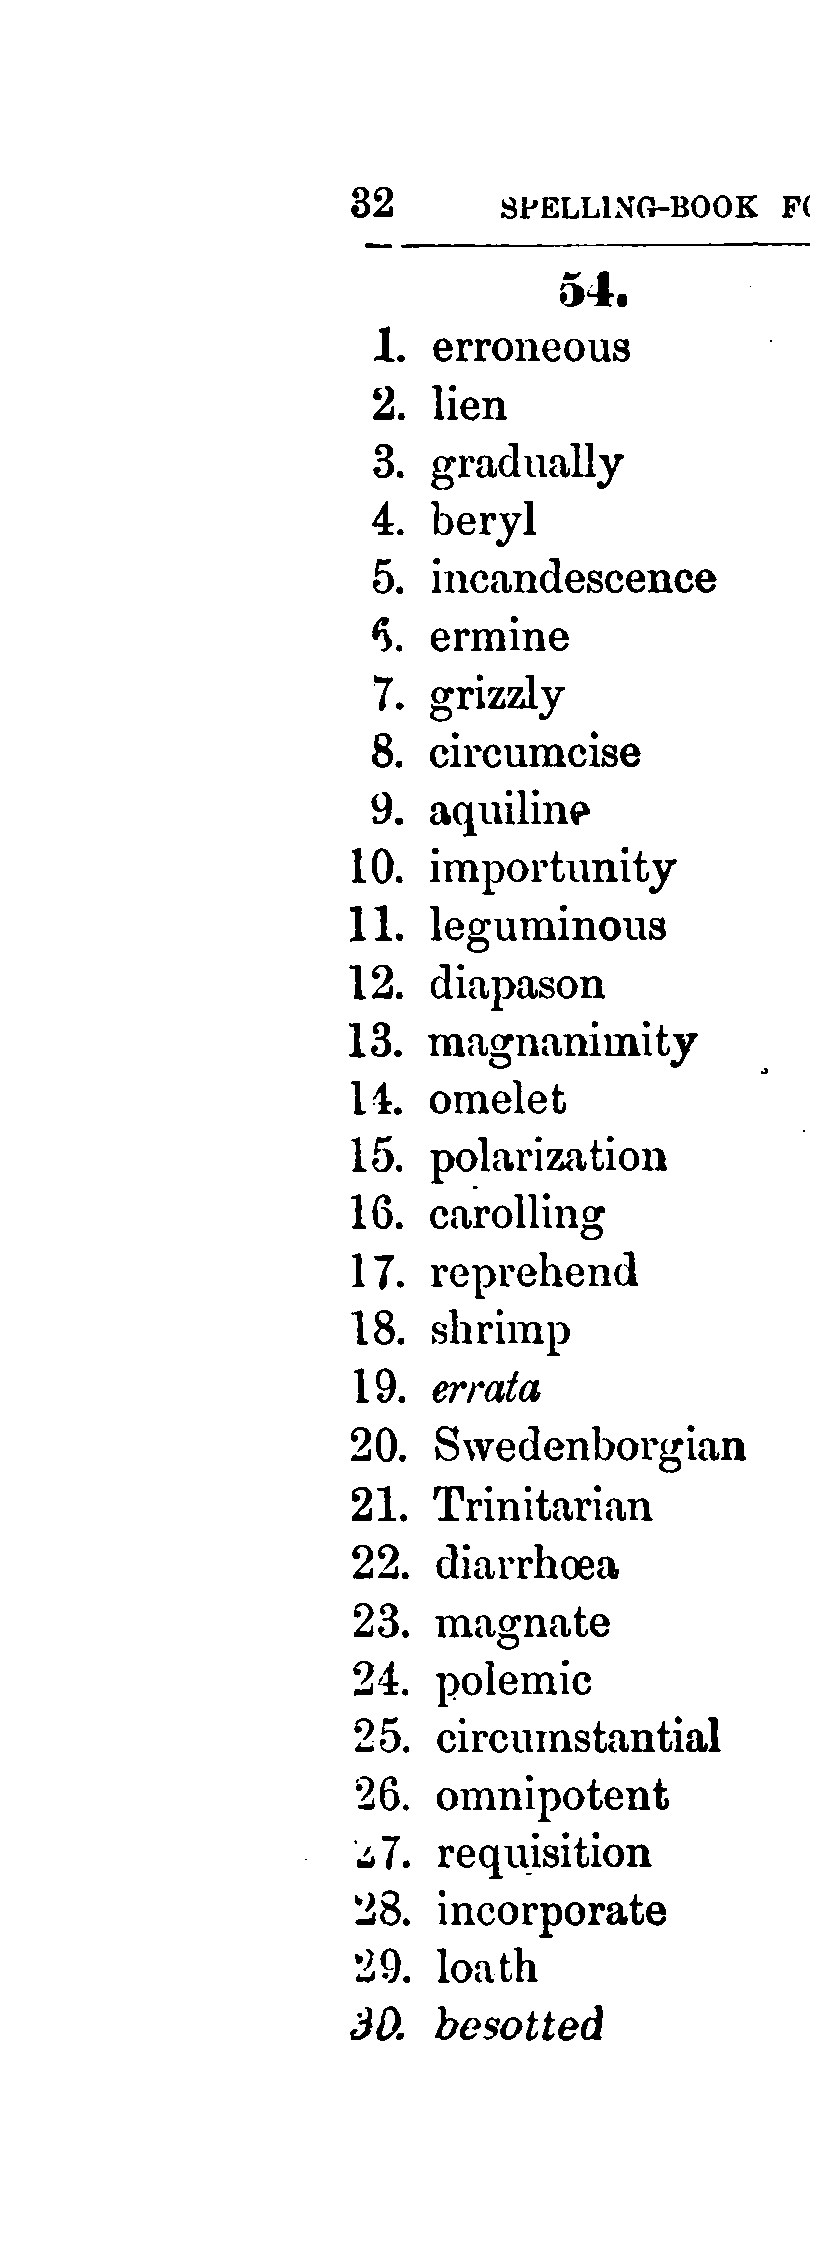 32 SPELLING-BOOK
54.
1. erroneous
2. lien
3. gradually
4. beryl
5. incandescence
6. ermine
7. grizzly
8. circumcise
9. aquiline
10. importunity
11. leguminous
12. diapason
13. magnanimity
14. omelet
15. polarization
16. carolling
17. reprehend
18. shrimp
19. errata
20. Swedenborgian
21. Trinitarian
22. diarrhœa
23. magnate
24. polemic
25. circumstantial
26. omnipotent
27. requisition
28. incorporate
29. loath
30. besotted